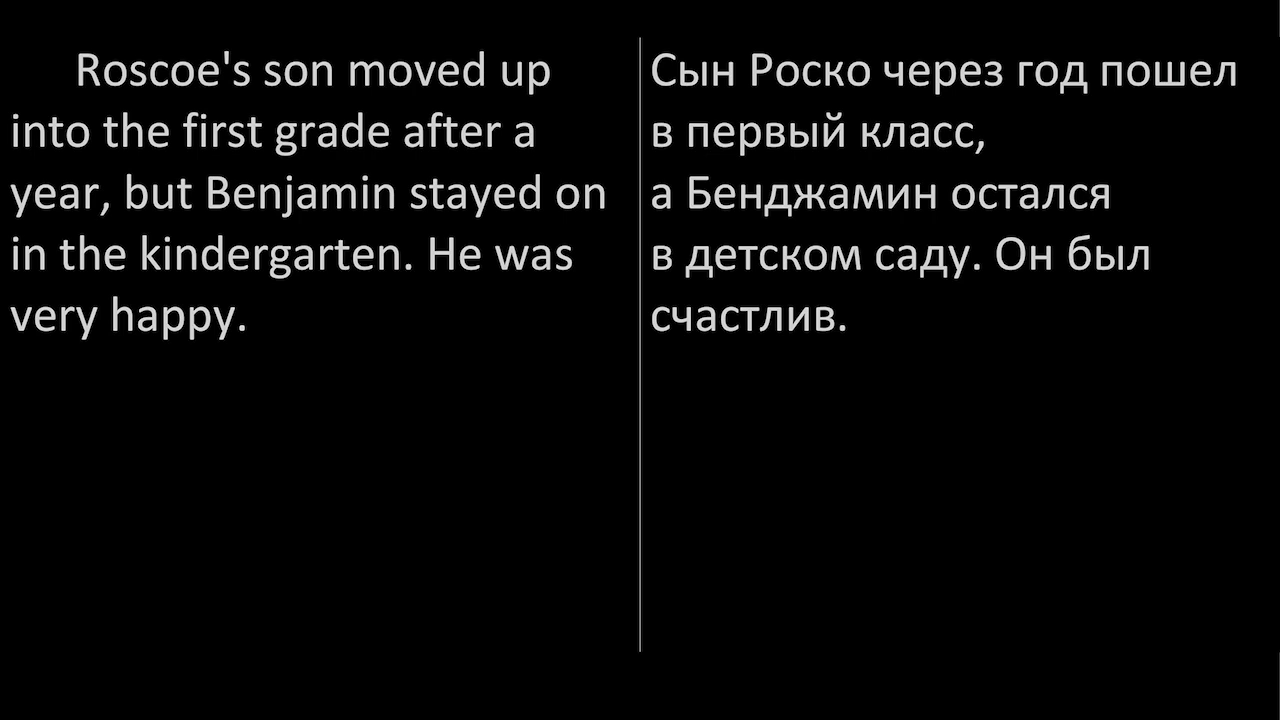 Roscoe's son moved up
into the first grade after a
year, but Benjamin stayed on
in the kindergarten. He was
very happy.
Сын Роско через год пошел
в первый класс,
а Бенджамин остался
в детском саду. Он был
счастлив.